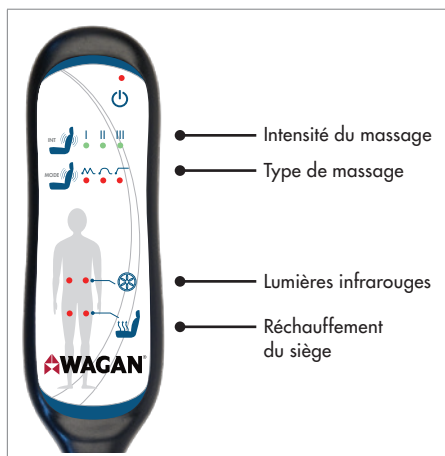 INT I II III
Intensité du massage
MODE
Type de massage
Lumières infrarouges
Réchauffement
du siège
WAGAN®